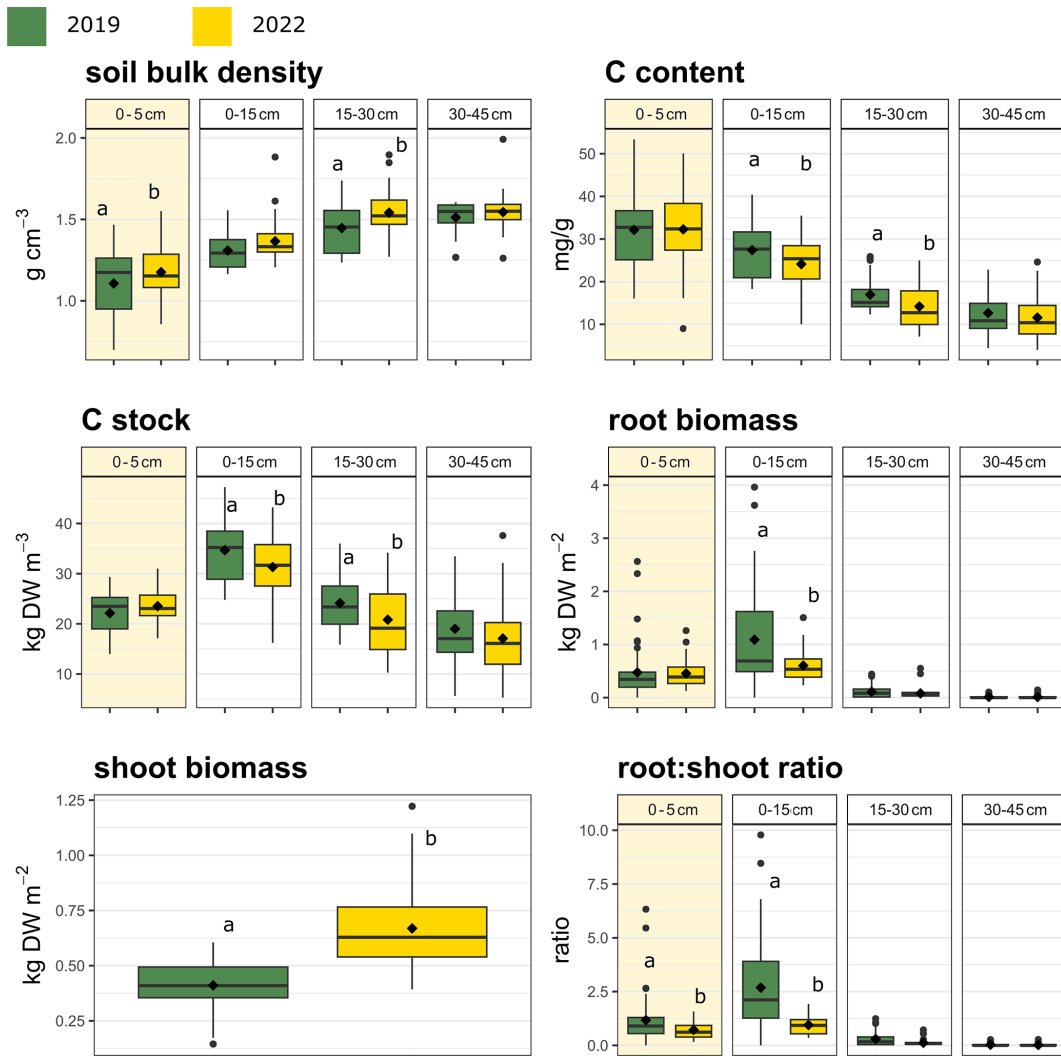 2019 2022
soil bulk density
0-5 cm 0-15 cm 15-30 cm 30-45 cm
g cm⁻³
2.0
1.5
1.0
a b
a b
C content
0-5 cm 0-15 cm 15-30 cm 30-45 cm
mg/g
50
40
30
20
10
a b
a b
C stock
0-5 cm 0-15 cm 15-30 cm 30-45 cm
kg DW m⁻³
40
30
20
10
a b
a b
root biomass
0-5 cm 0-15 cm 15-30 cm 30-45 cm
kg DW m⁻²
4
3
2
1
0
a b
shoot biomass
kg DW m⁻²
1.25
1.00
0.75
0.50
0.25
a b
root:shoot ratio
0-5 cm 0-15 cm 15-30 cm 30-45 cm
ratio
10.0
7.5
5.0
2.5
0.0
a b
a b